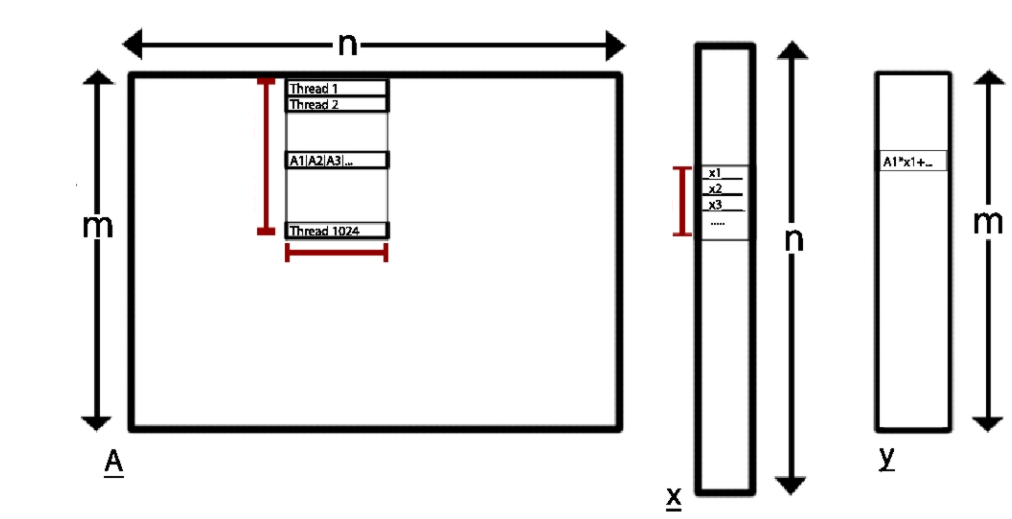 n
Thread 1
Thread 2
A1|A2|A3|...
Thread 1024
m
A
x1
x2
x3
.....
n
x
A1*x1+...
m
y